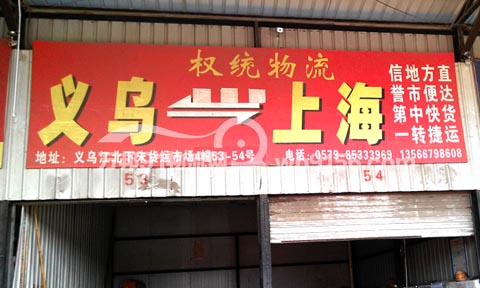 权统物流
义乌 上海
直达货运
方便快捷
地市中转
信誉第一
地址：义乌江北下朱货运市场4幢53-54号 电话：0579-85333969 13566798608
53 54